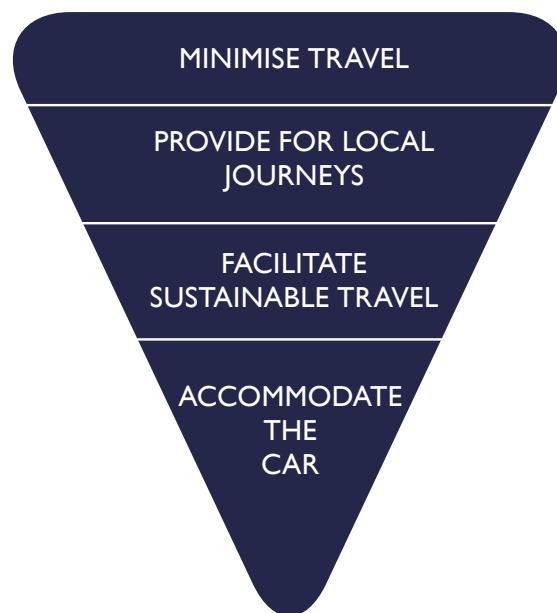 MINIMISE TRAVEL
PROVIDE FOR LOCAL
JOURNEYS
FACILITATE
SUSTAINABLE TRAVEL
ACCOMMODATE
THE
CAR